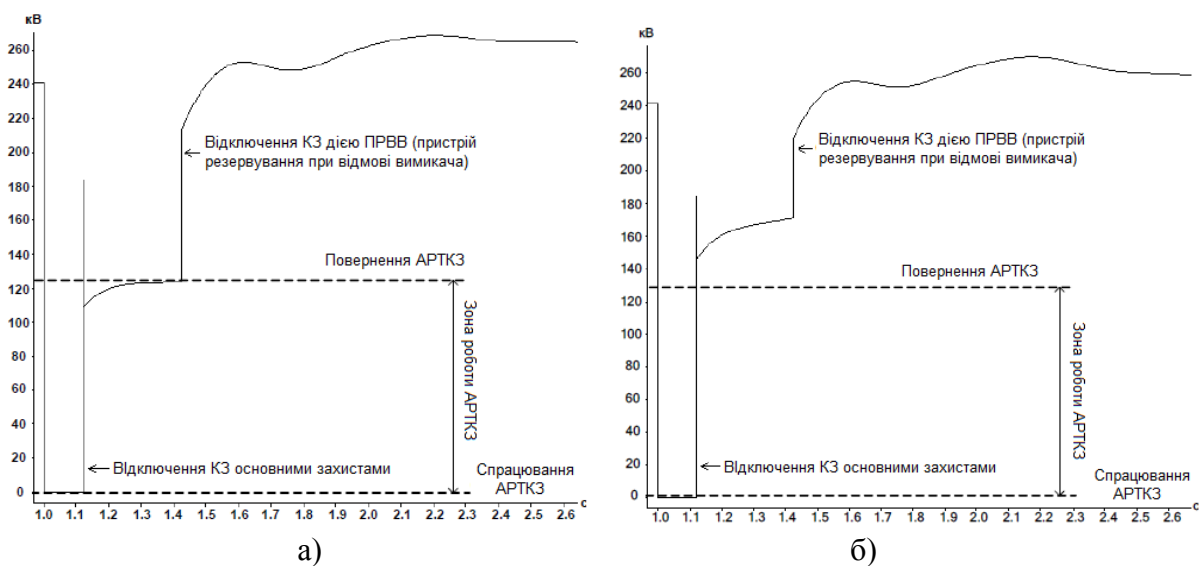 кВ
260
240
220
200
180
160
140
120
100
80
60
40
20
0
Відключення КЗ дією ПРВВ (пристрій
резервування при відмові вимикача)
Повернення АРТКЗ
Зона роботи АРТКЗ
ВІдключення КЗ основними захистами
Спрацювання
АРТКЗ
1.0 1.1 1.2 1.3 1.4 1.5 1.6 1.7 1.8 1.9 2.0 2.1 2.2 2.3 2.4 2.5 2.6 с
а)
кВ
260
240
220
200
180
160
140
120
100
80
60
40
20
0
Відключення КЗ дією ПРВВ (пристрій
резервування при відмові вимикача)
Повернення АРТКЗ
Зона роботи АРТКЗ
Відключення КЗ основними захистами
Спрацювання
АРТКЗ
1.0 1.1 1.2 1.3 1.4 1.5 1.6 1.7 1.8 1.9 2.0 2.1 2.2 2.3 2.4 2.5 2.6 с
б)